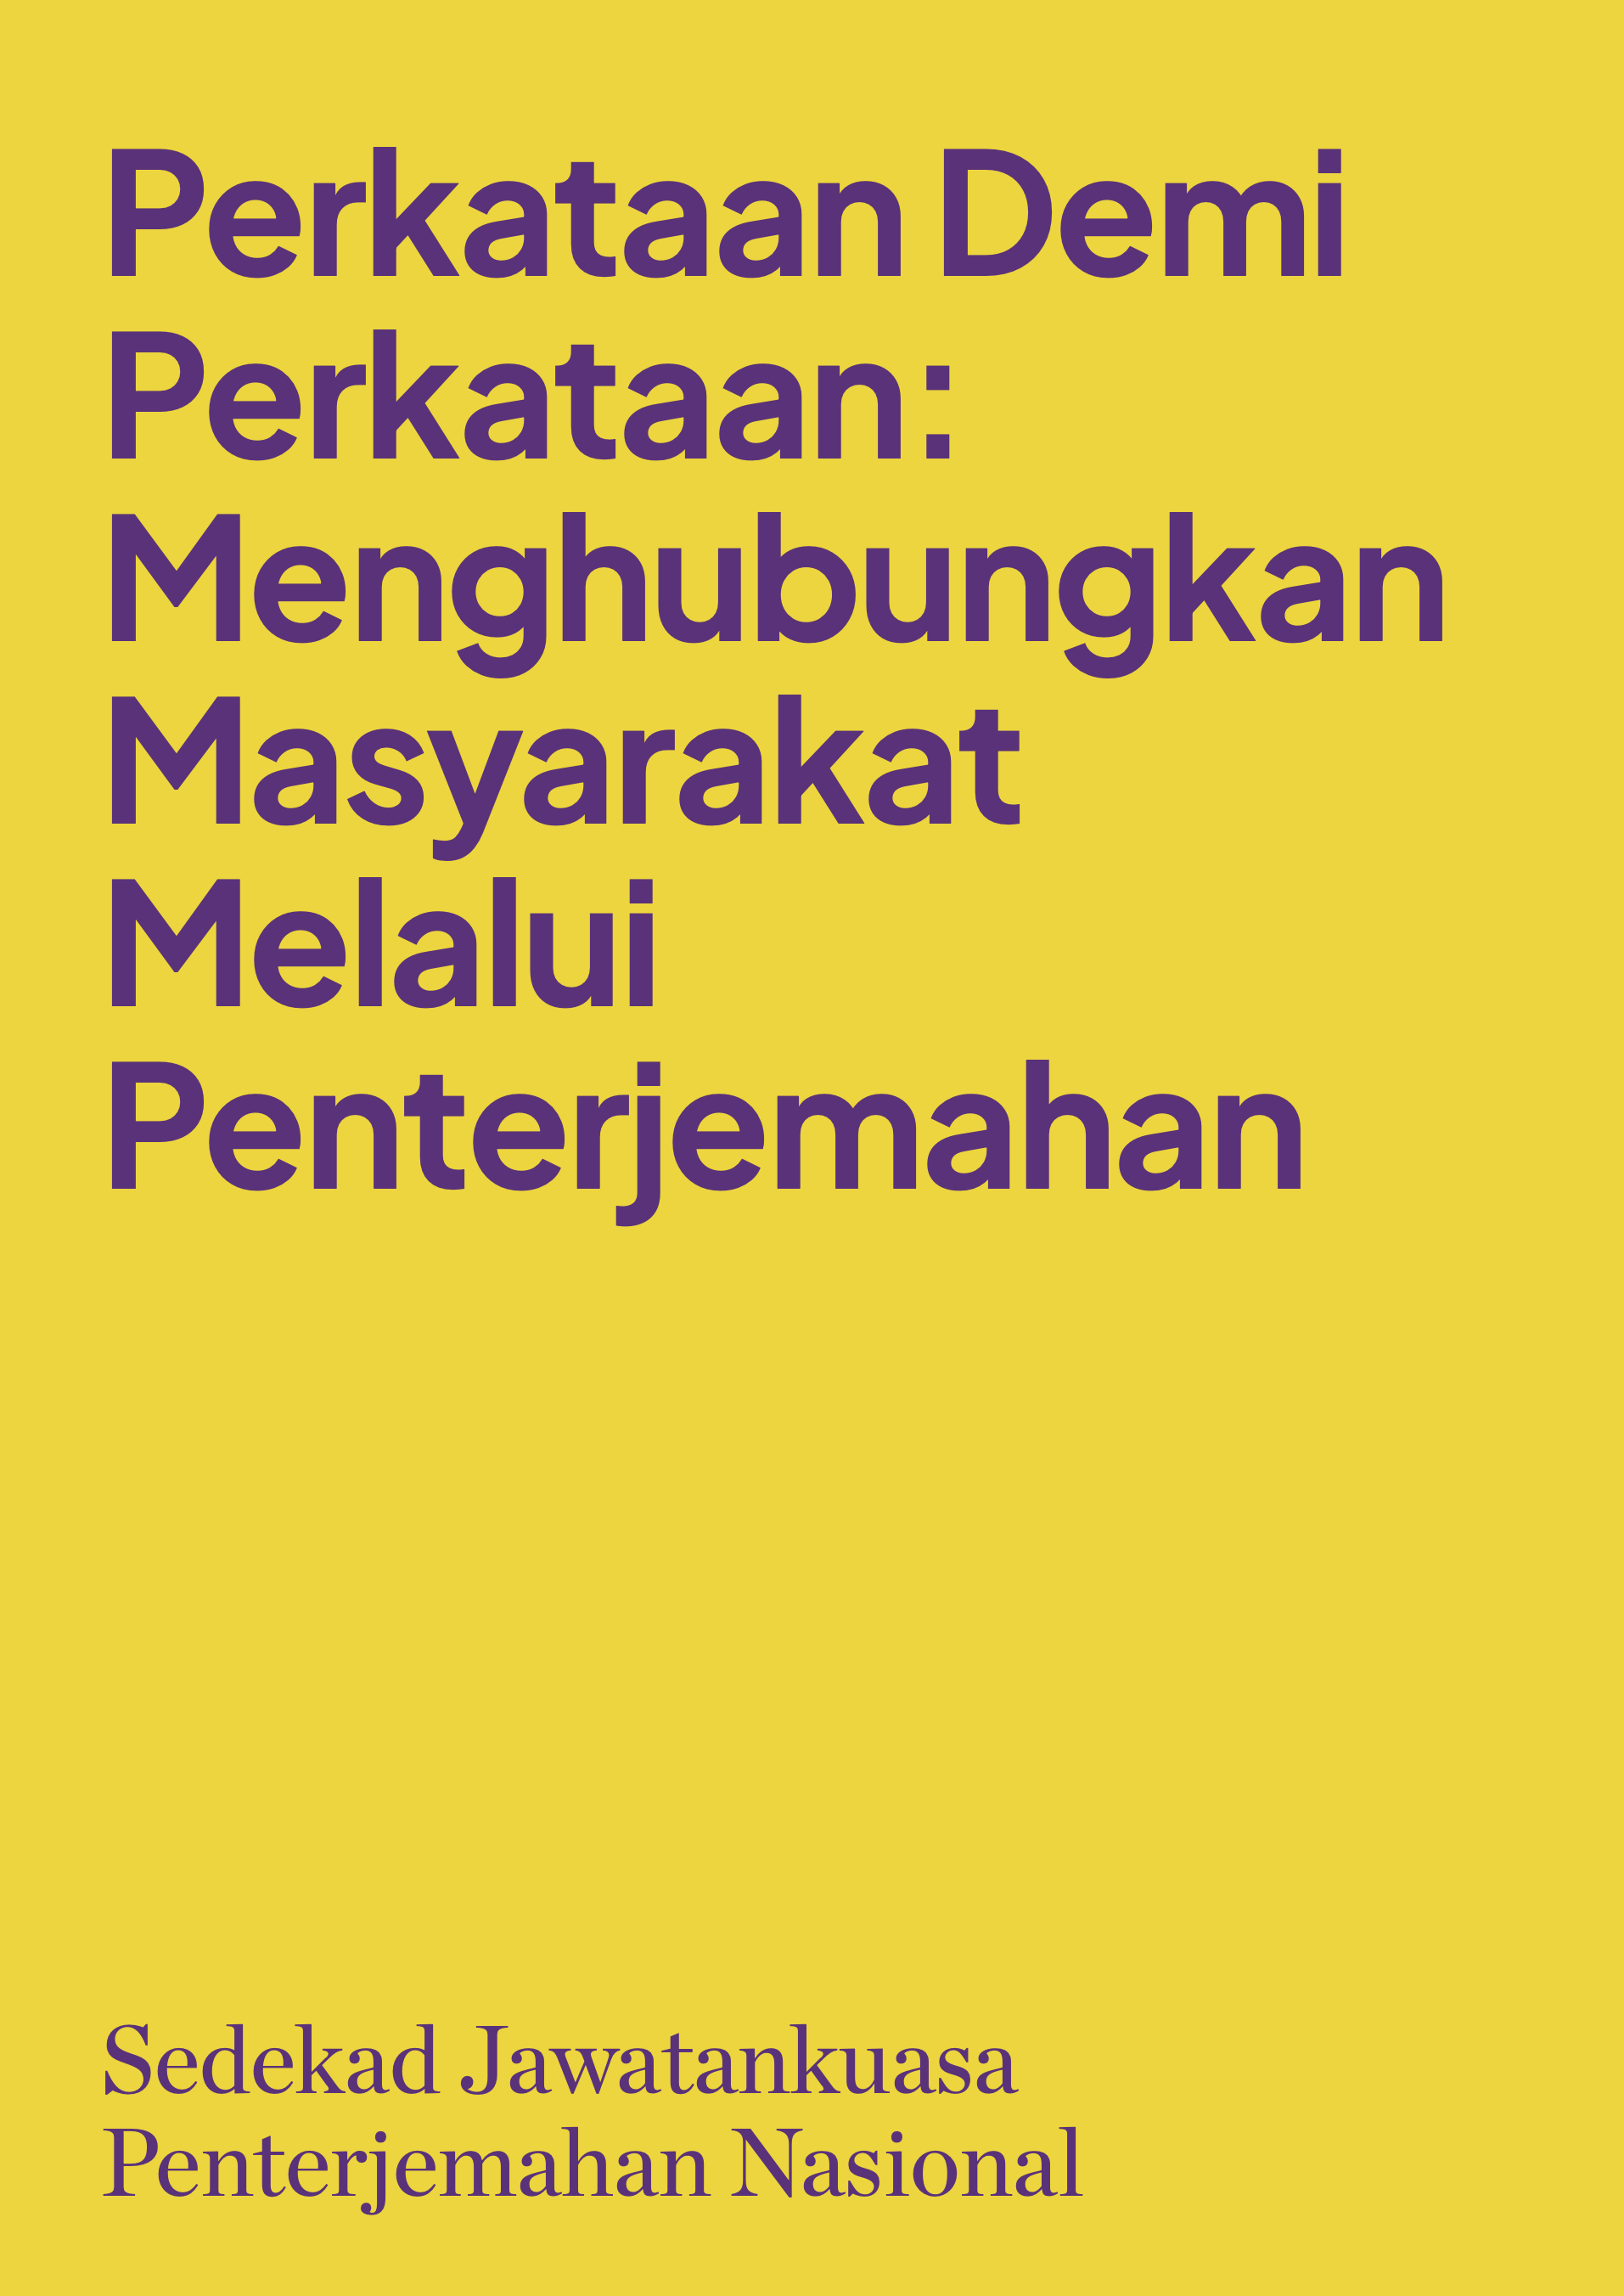 Perkataan Demi
Perkataan:
Menghubungkan
Masyarakat
Melalui
Penterjemahan
Sedekad Jawatankuasa
Penterjemahan Nasional